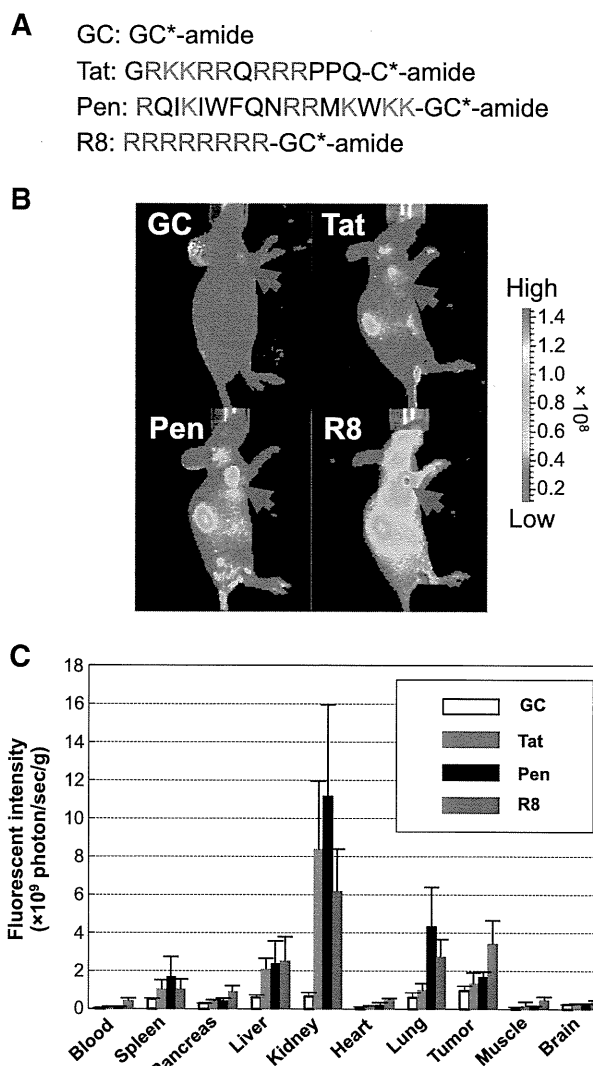 A
GC: GC*-amide
Tat: GRKKRRQRRRPPQ-C*-amide
Pen: RQIKIWFQNRRMKWKK-GC*-amide
R8: RRRRRRRR-GC*-amide
B
GC
Tat
Pen
R8
High
1.4
1.2
1.0
0.8
0.6
0.4
0.2
× 10⁸
Low
C
18
16
14
12
10
8
6
4
2
0
Fluorescent intensity
(×10⁹ photon/sec/g)
GC
Tat
Pen
R8
Blood
Spleen
Pancreas
Liver
Kidney
Heart
Lung
Tumor
Muscle
Brain